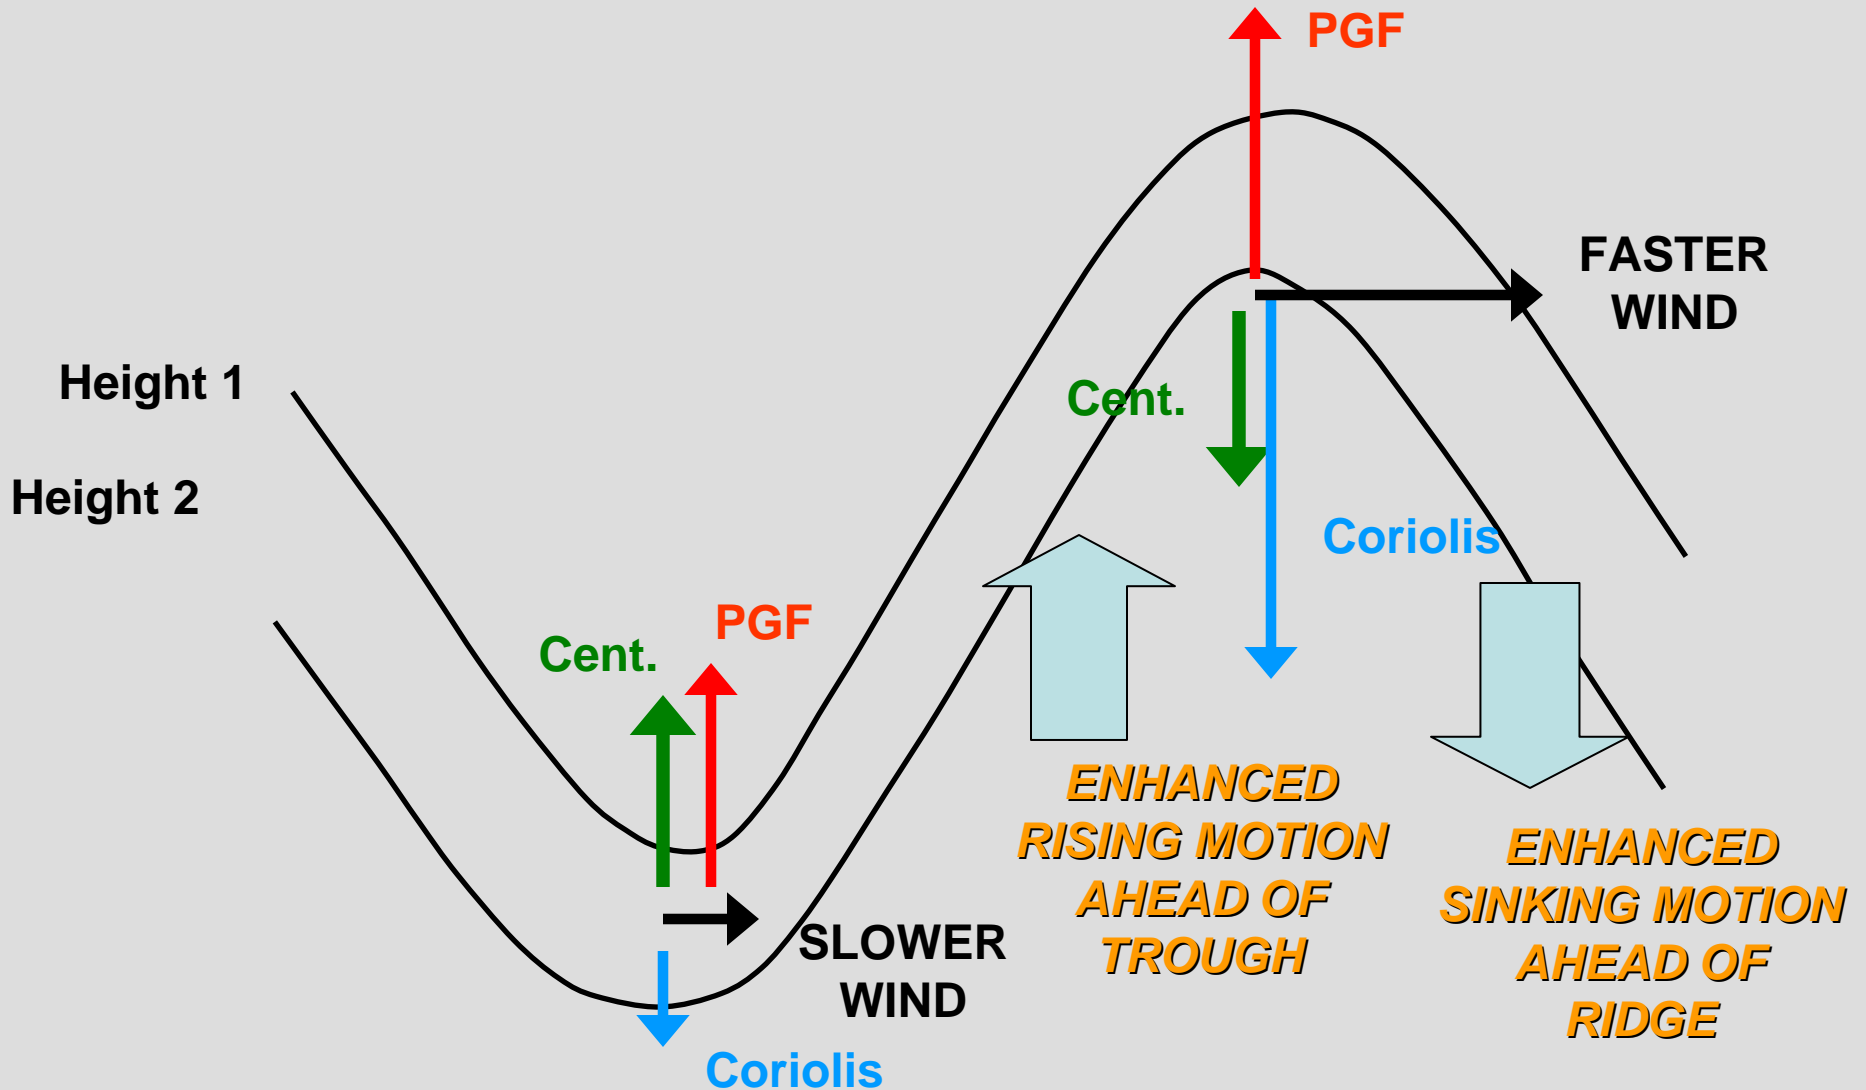 PGF
FASTER
WIND
Height 1
Cent.
Height 2
Coriolis
PGF
Cent.
ENHANCED
RISING MOTION
AHEAD OF
TROUGH
ENHANCED
SINKING MOTION
AHEAD OF
RIDGE
SLOWER
WIND
Coriolis